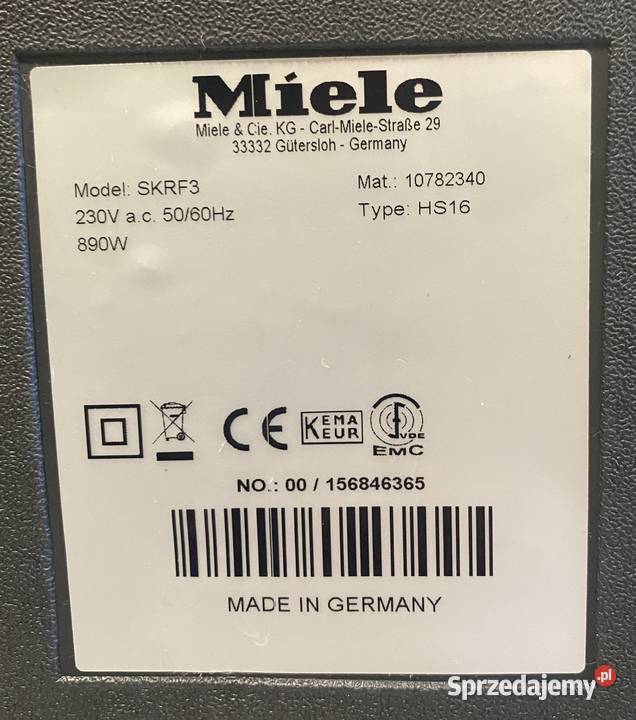 Miele
Miele & Cie. KG - Carl-Miele-Straße 29
33332 Gütersloh - Germany
Model: SKRF3
Mat.: 10782340
230V a.c. 50/60Hz
Type: HS16
890W
CE
KEMA
KEUR
VDE
EMC
NO.: 00 / 156846365
MADE IN GERMANY
Sprzedajemy.pl